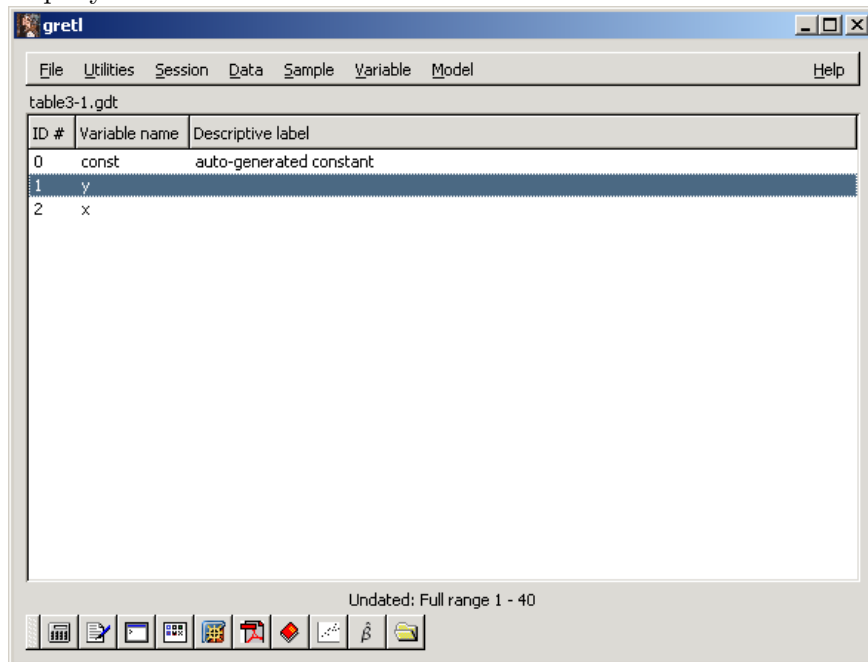 gretl
File Utilities Session Data Sample Variable Model Help
table3-1.gdt
ID # Variable name Descriptive label
0 const auto-generated constant
1 y
2 x
Undated: Full range 1 - 40
β̂